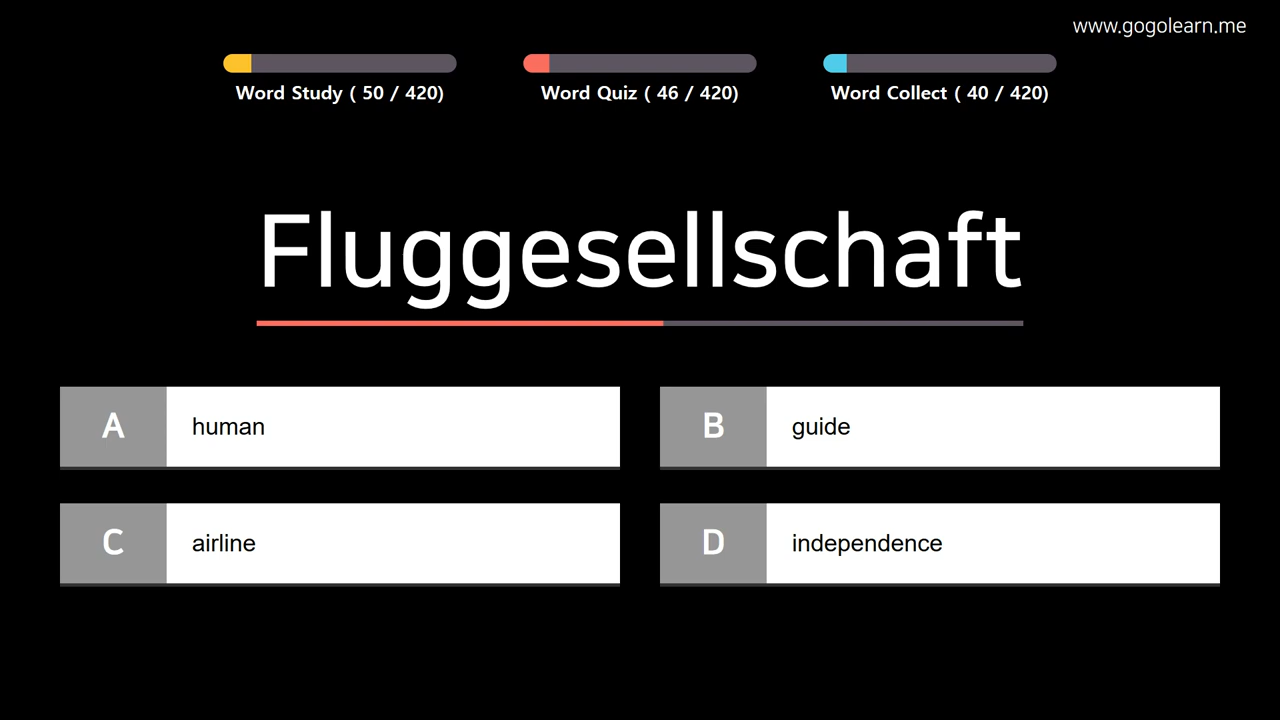 www.gogolearn.me
Word Study ( 50 / 420)
Word Quiz ( 46 / 420)
Word Collect ( 40 / 420)
Fluggesellschaft
A human
B guide
C airline
D independence